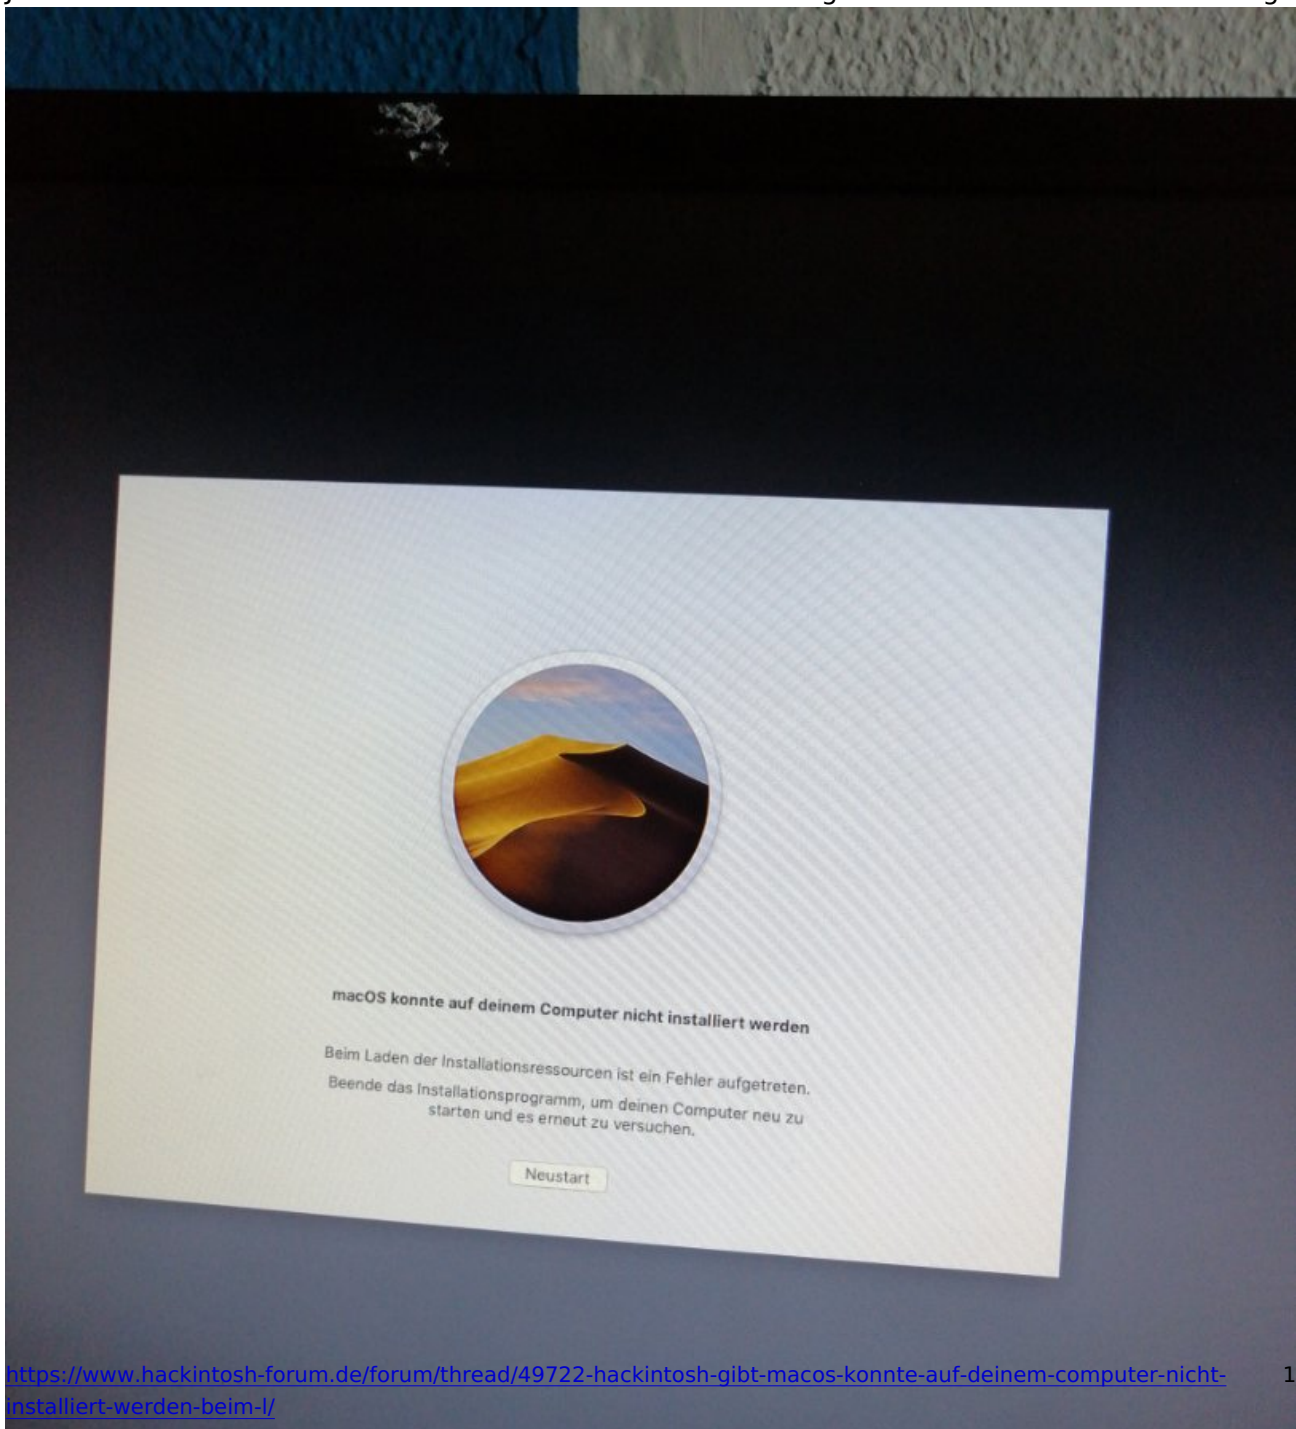 macOS konnte auf deinem Computer nicht installiert werden
Beim Laden der Installationsressourcen ist ein Fehler aufgetreten.
Beende das Installationsprogramm, um deinen Computer neu zu
starten und es erneut zu versuchen.
Neustart
https://www.hackintosh-forum.de/forum/thread/49722-hackintosh-gibt-macos-konnte-auf-deinem-computer-nicht- 1
installiert-werden-beim-l/